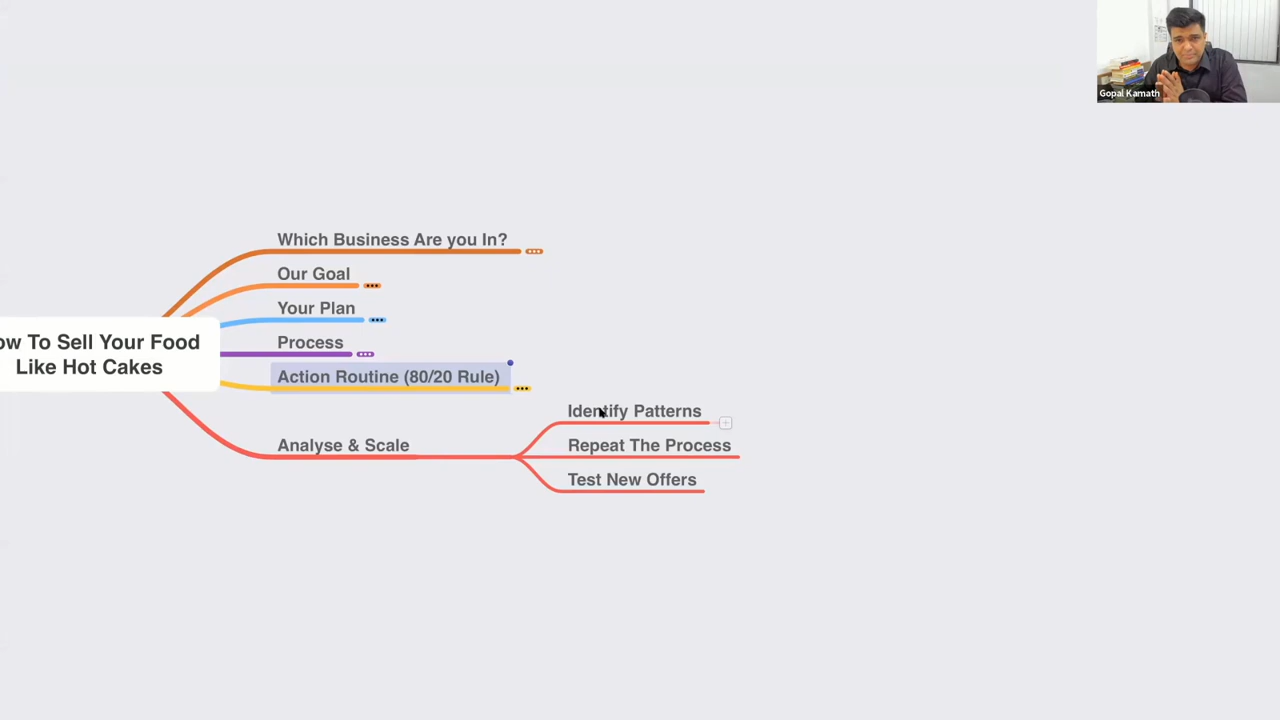 Gopal Kamath
Which Business Are you In?
Our Goal
Your Plan
ow To Sell Your Food
Like Hot Cakes
Process
Action Routine (80/20 Rule)
Analyse & Scale
Identify Patterns
Repeat The Process
Test New Offers